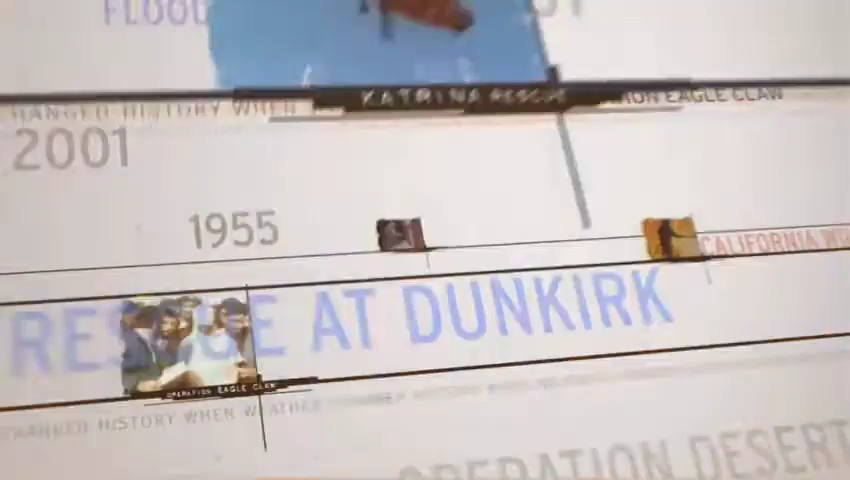 FLOOD
KATRINA RESCUE
HANGED HISTORY WHEN
ION EAGLE CLAW
2001
1955
CALIFORNIA
RESCUE AT DUNKIRK
OPERATION EAGLE CLAW
CHANGED HISTORY WHEN WEATHER
OPERATION DESERT